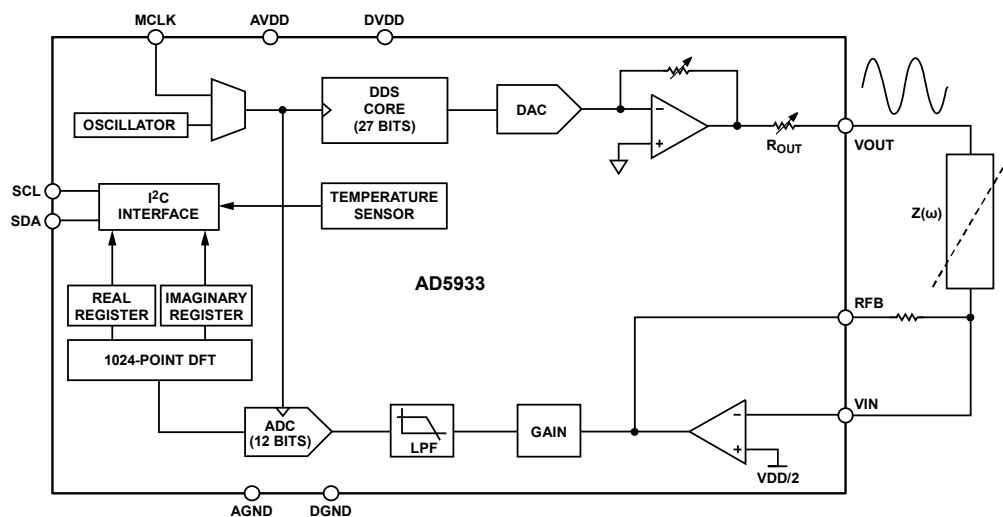 MCLK
AVDD
DVDD
OSCILLATOR
DDS
CORE
(27 BITS)
DAC
ROUT
VOUT
SCL
SDA
I2C
INTERFACE
TEMPERATURE
SENSOR
Z(ω)
AD5933
REAL
REGISTER
IMAGINARY
REGISTER
1024-POINT DFT
RFB
VIN
ADC
(12 BITS)
LPF
GAIN
VDD/2
AGND
DGND